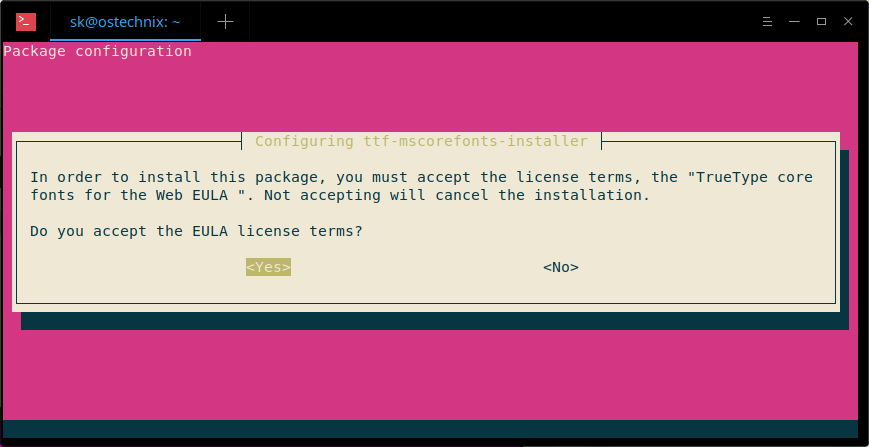 sk@ostechnix: ~
Package configuration
Configuring ttf-mscorefonts-installer
In order to install this package, you must accept the license terms, the "TrueType core
fonts for the Web EULA ". Not accepting will cancel the installation.
Do you accept the EULA license terms?
<Yes> <No>